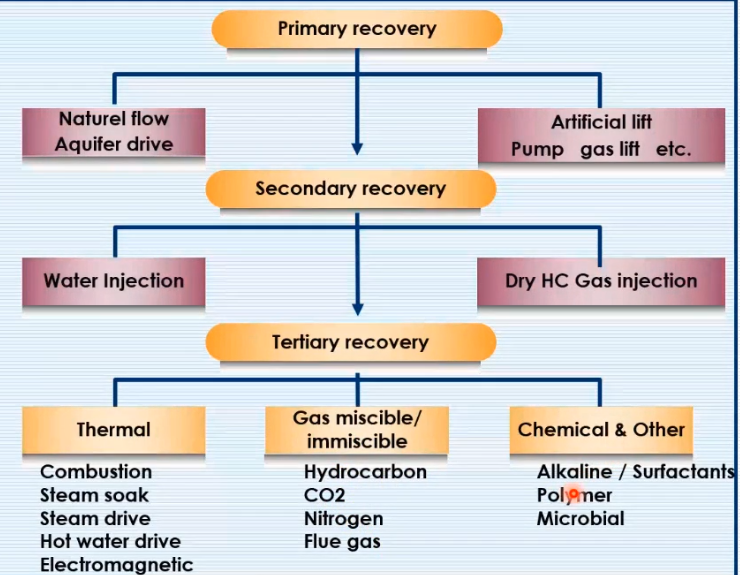 Primary recovery
Naturel flow
Aquifer drive
Artificial lift
Pump gas lift etc.
Secondary recovery
Water Injection
Dry HC Gas injection
Tertiary recovery
Thermal
Combustion
Steam soak
Steam drive
Hot water drive
Electromagnetic
Gas miscible/
immiscible
Hydrocarbon
CO2
Nitrogen
Flue gas
Chemical & Other
Alkaline / Surfactants
Polymer
Microbial